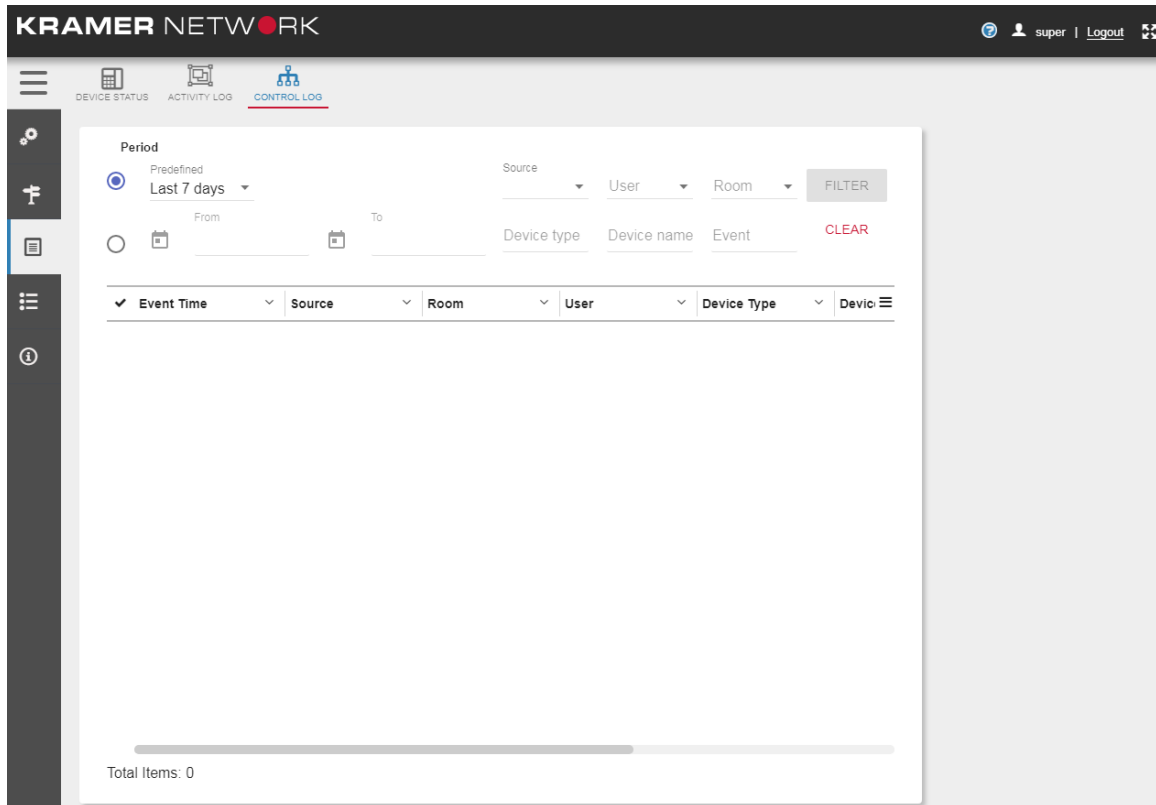 KRAMER NETWORK
super | Logout
DEVICE STATUS ACTIVITY LOG CONTROL LOG
Period
Predefined
Last 7 days
From To
Source
User Room FILTER
Device type Device name Event CLEAR
Event Time Source Room User Device Type Devic
Total Items: 0